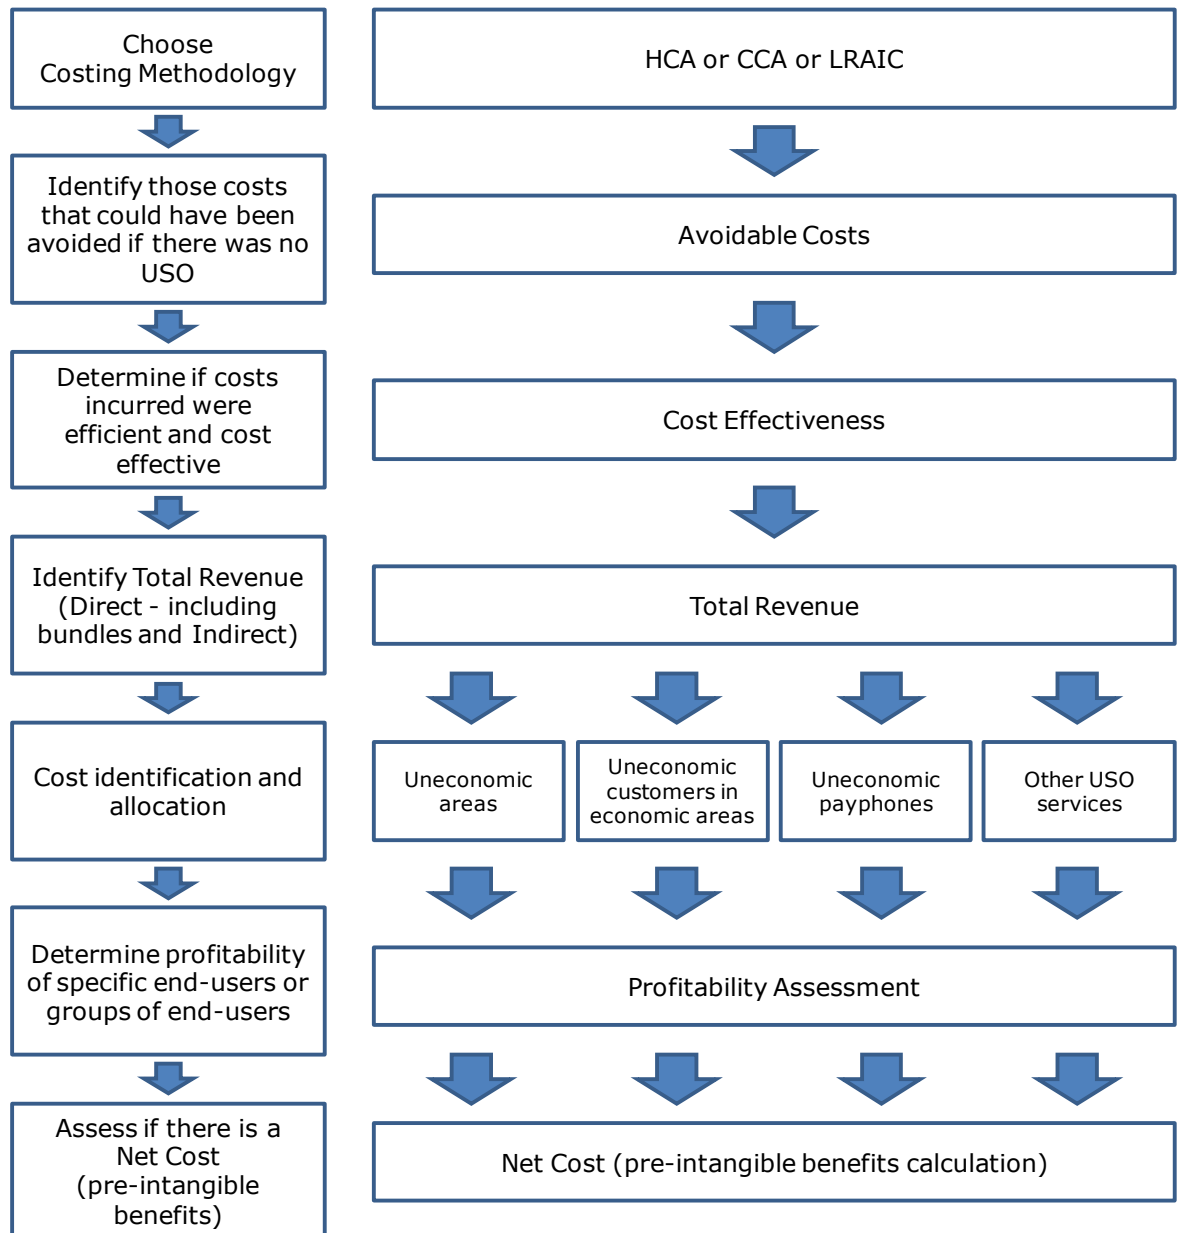 Choose
Costing Methodology
HCA or CCA or LRAIC
Identify those costs
that could have been
avoided if there was no
USO
Avoidable Costs
Determine if costs
incurred were
efficient and cost
effective
Cost Effectiveness
Identify Total Revenue
(Direct - including
bundles and Indirect)
Total Revenue
Cost identification and
allocation
Uneconomic
areas
Uneconomic
customers in
economic areas
Uneconomic
payphones
Other USO
services
Determine profitability
of specific end-users or
groups of end-users
Profitability Assessment
Assess if there is a
Net Cost
(pre-intangible
benefits)
Net Cost (pre-intangible benefits calculation)